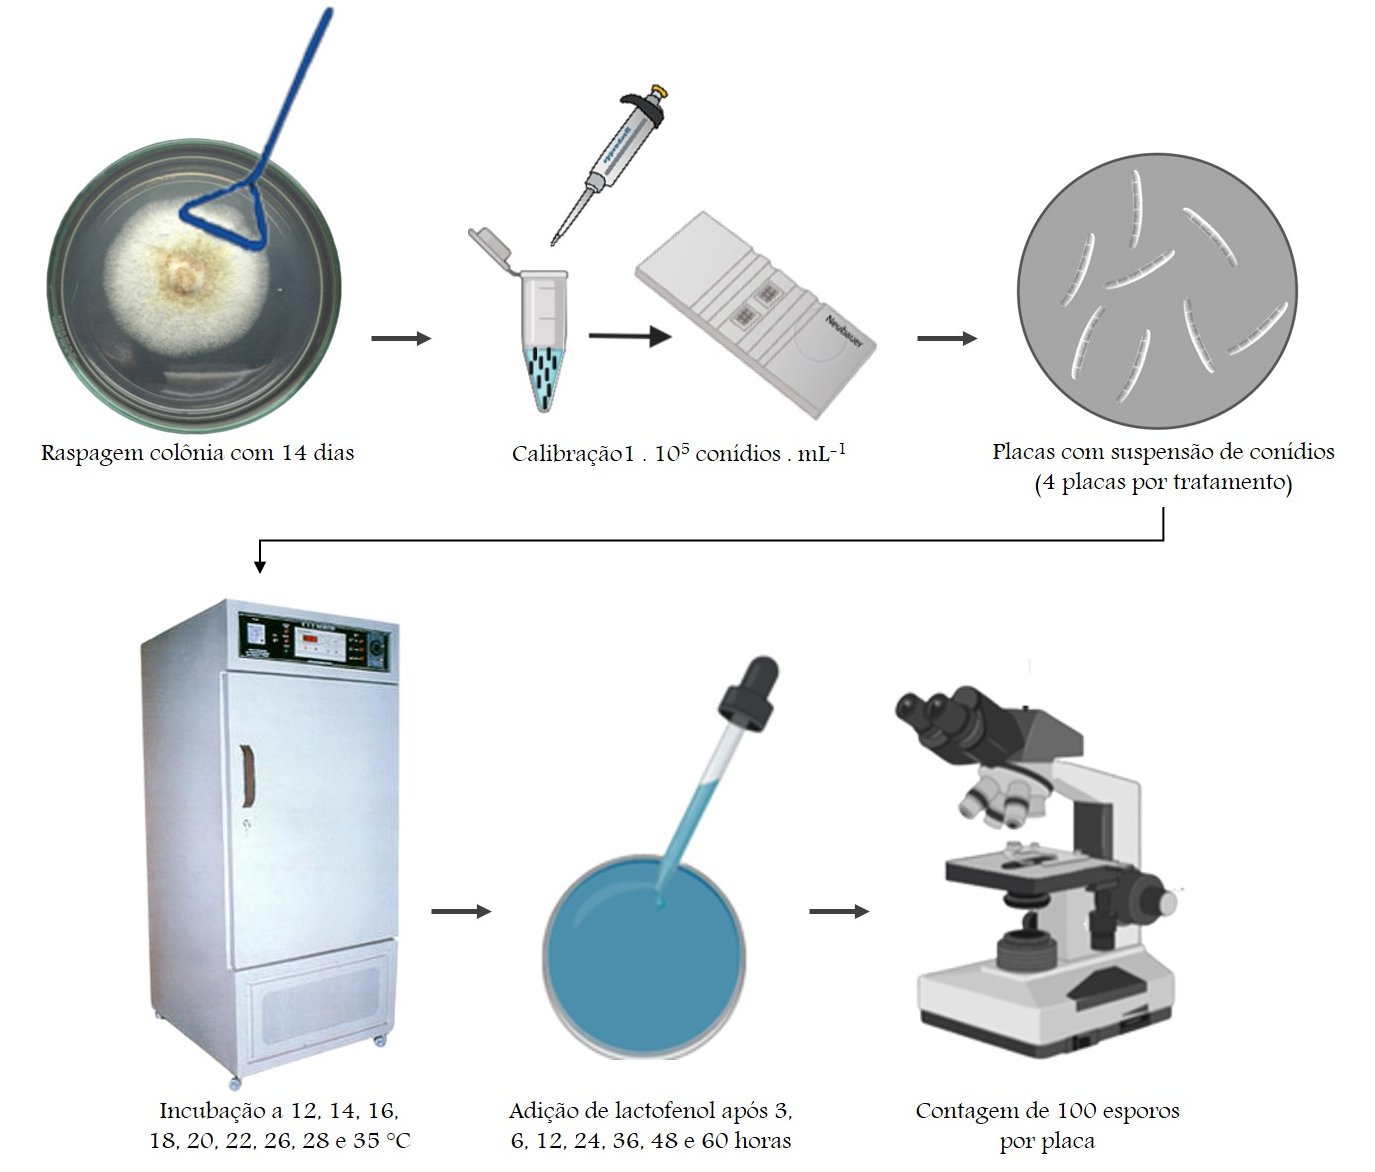 eppendorf
Neubauer
Raspagem colônia com 14 dias
Calibração1 . 10⁵ conídios . mL⁻¹
Placas com suspensão de conídios
(4 placas por tratamento)
Incubação a 12, 14, 16,
18, 20, 22, 26, 28 e 35 °C
Adição de lactofenol após 3,
6, 12, 24, 36, 48 e 60 horas
Contagem de 100 esporos
por placa